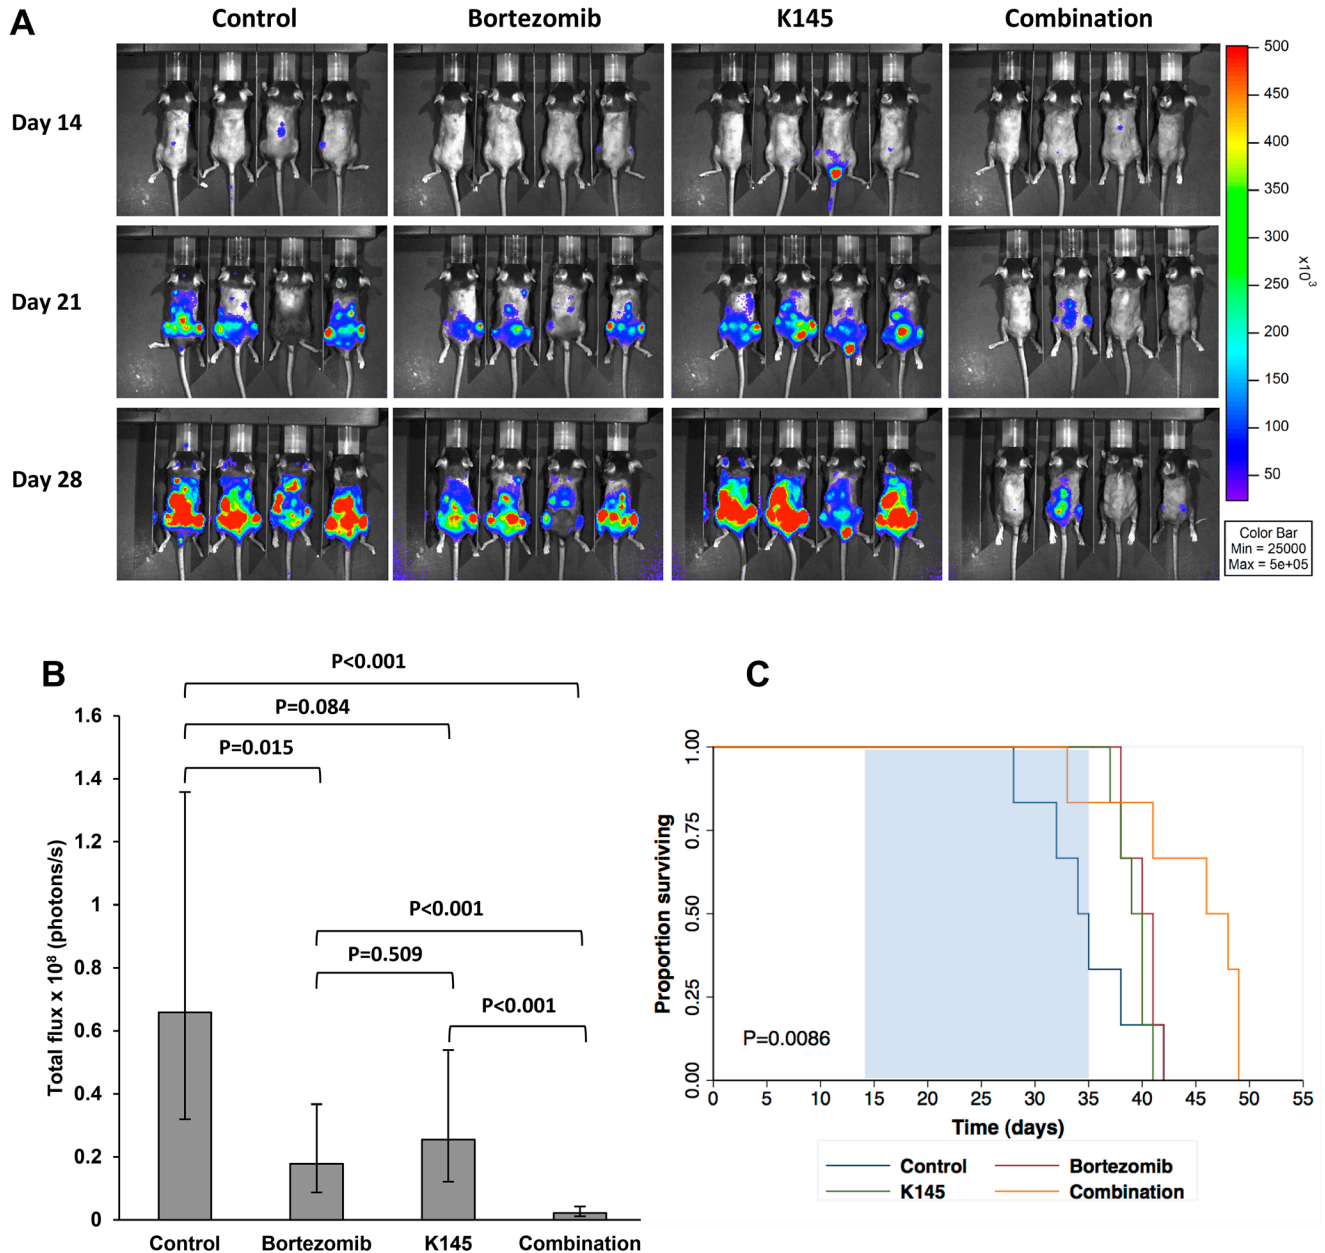 A
Control Bortezomib K145 Combination
Day 14
Day 21
Day 28
500
450
400
350
300
250
200
150
100
50
x10³
Color Bar
Min = 25000
Max = 5e+05
B
P<0.001
P=0.084
P=0.015
P<0.001
P=0.509
P<0.001
Total flux x 10⁸ (photons/s)
1.6
1.4
1.2
1
0.8
0.6
0.4
0.2
0
Control Bortezomib K145 Combination
C
Proportion surviving
1.00
0.75
0.50
0.25
0.00
P=0.0086
0 5 10 15 20 25 30 35 40 45 50 55
Time (days)
Control Bortezomib
K145 Combination